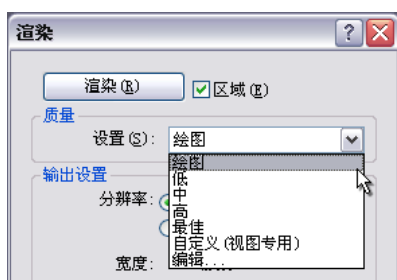 渲染
渲染(R) 区域(E)
质量
设置(S): 绘图
绘图
低
输出设置
中
分辨率:
高
最佳
自定义(视图专用)
编辑...
宽度: